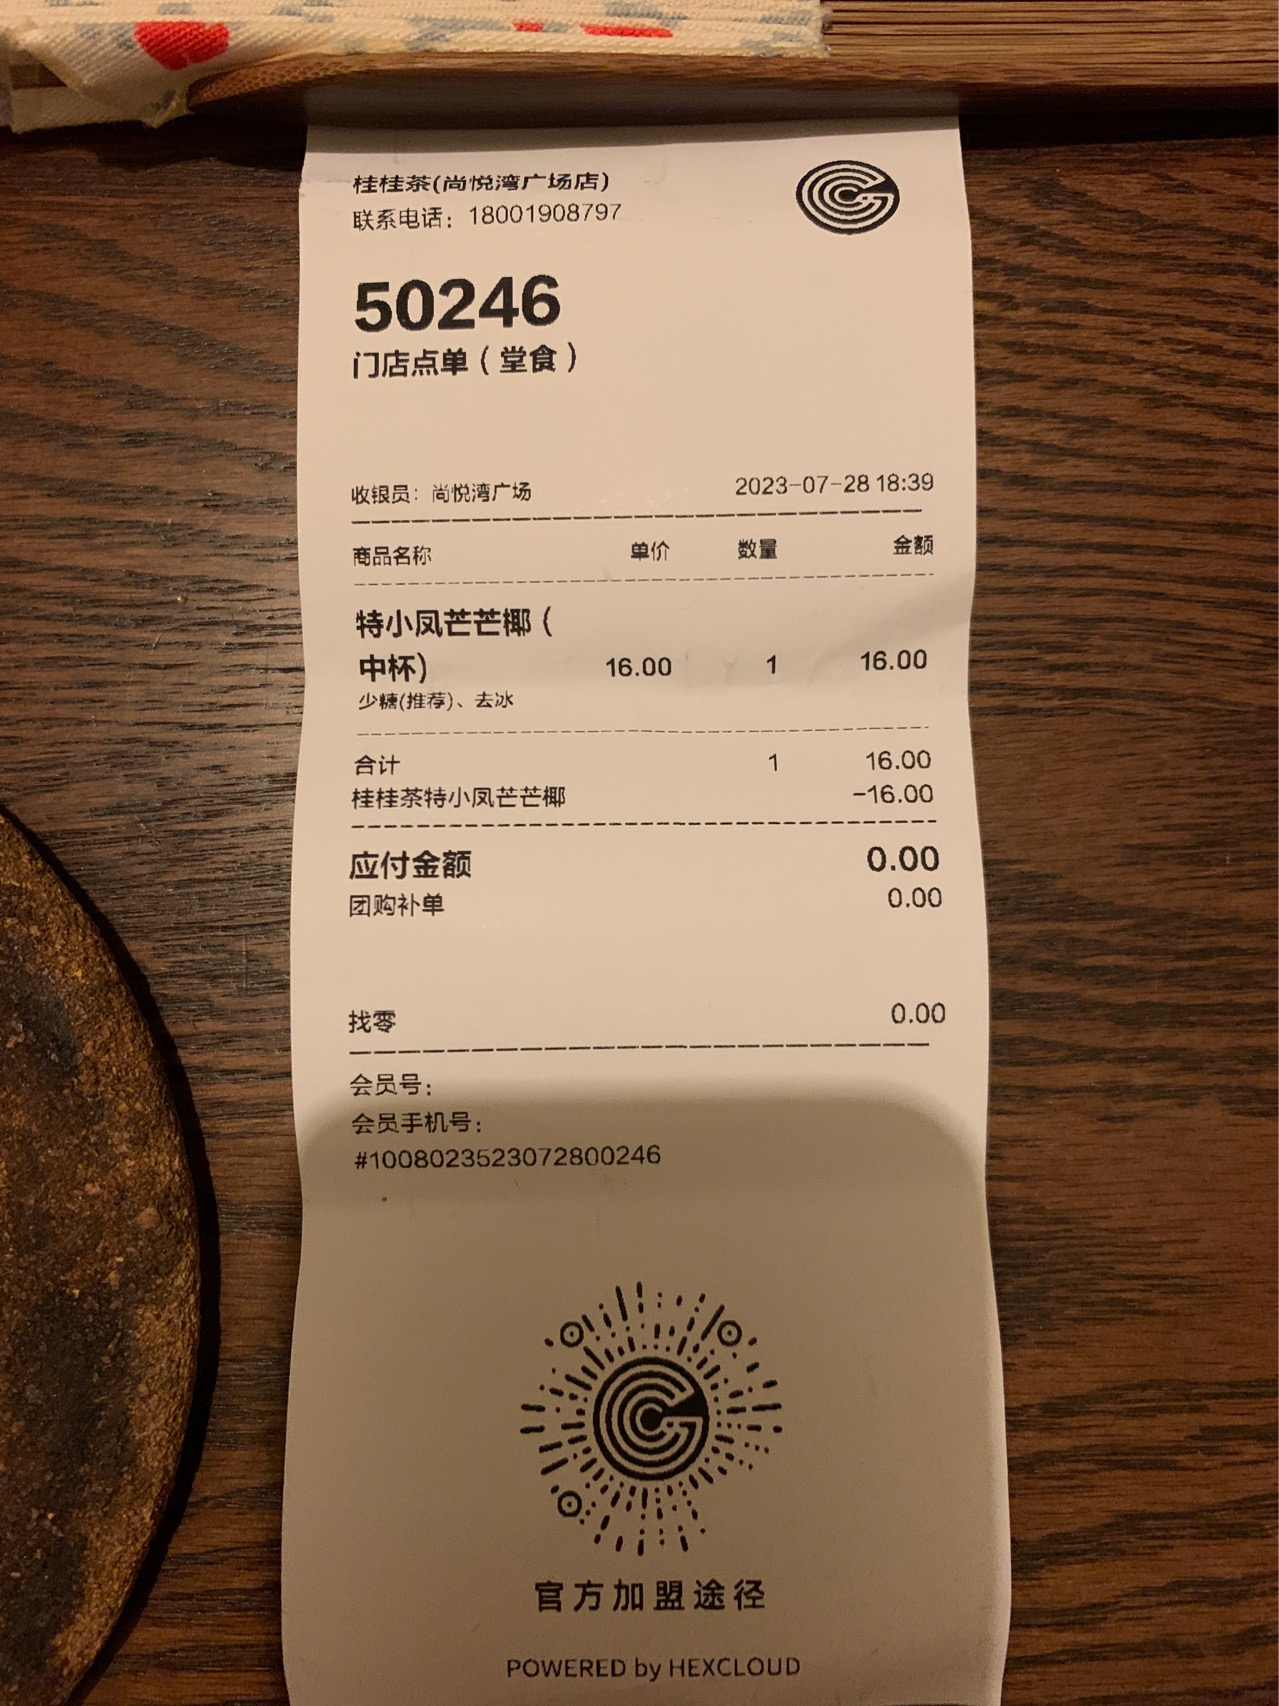 桂桂茶(尚悦湾广场店)
联系电话：18001908797
50246
门店点单（堂食）
收银员：尚悦湾广场 2023-07-28 18:39
商品名称 单价 数量 金额
特小凤芒芒椰（
中杯） 16.00 1 16.00
少糖(推荐)、去冰
合计 1 16.00
桂桂茶特小凤芒芒椰 -16.00
应付金额 0.00
团购补单 0.00
找零 0.00
会员号：
会员手机号：
#1008023523072800246
官方加盟途径
POWERED by HEXCLOUD